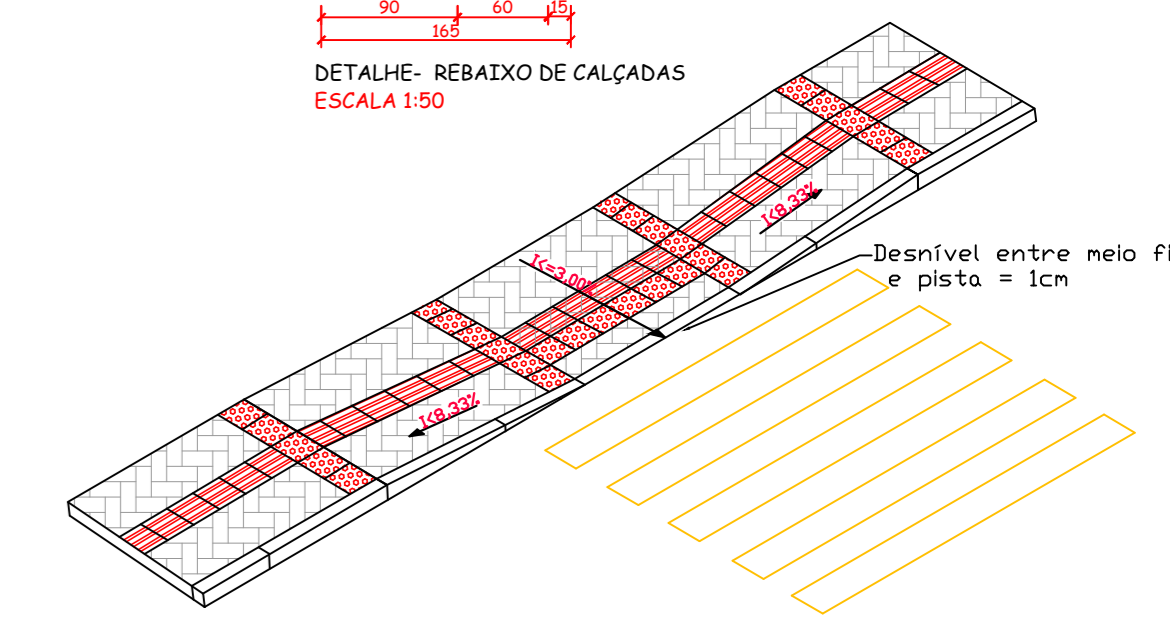 90 60 15
165
DETALHE- REBAIXO DE CALÇADAS
ESCALA 1:50
I<8,33%
Desnível entre meio fi
e pista = 1cm
I<=3,00%
I<8,33%